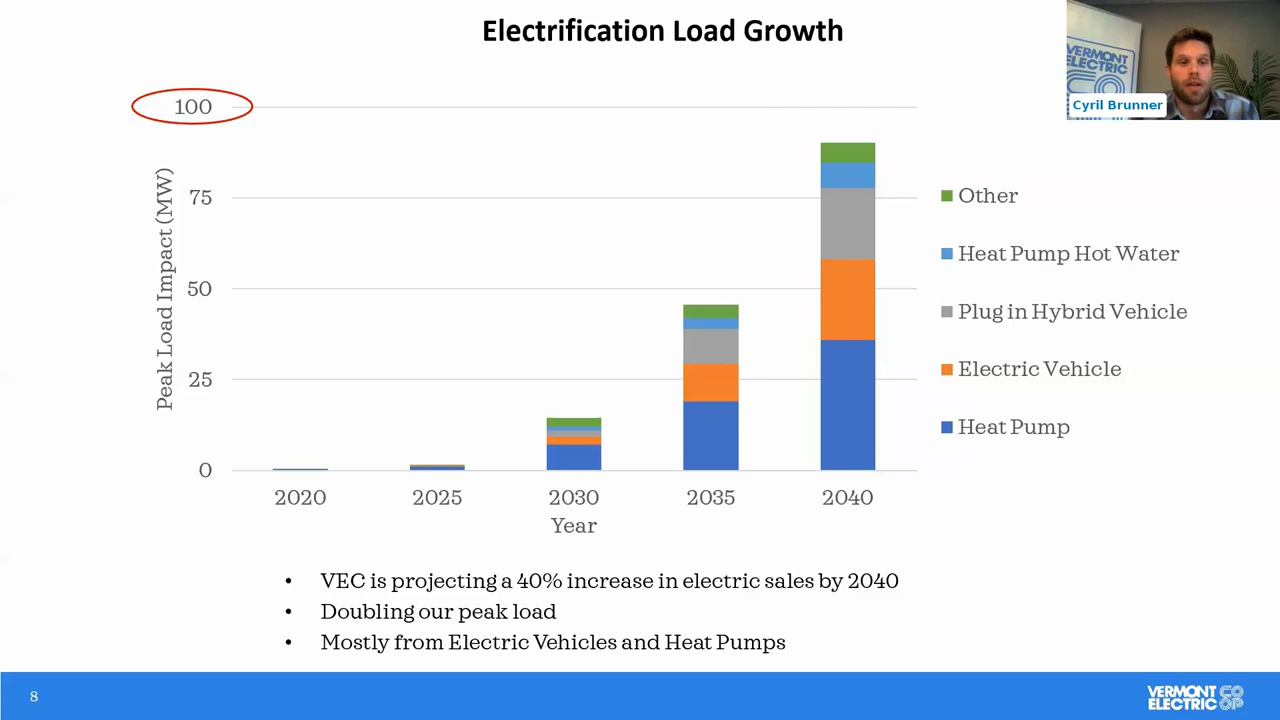 Electrification Load Growth
VERMONT
ELECTRIC
CO
Cyril Brunner
100
75
50
25
0
Peak Load Impact (MW)
2020
2025
2030
2035
2040
Year
Other
Heat Pump Hot Water
Plug in Hybrid Vehicle
Electric Vehicle
Heat Pump
• VEC is projecting a 40% increase in electric sales by 2040
• Doubling our peak load
• Mostly from Electric Vehicles and Heat Pumps
8
VERMONT CO
ELECTRIC OP